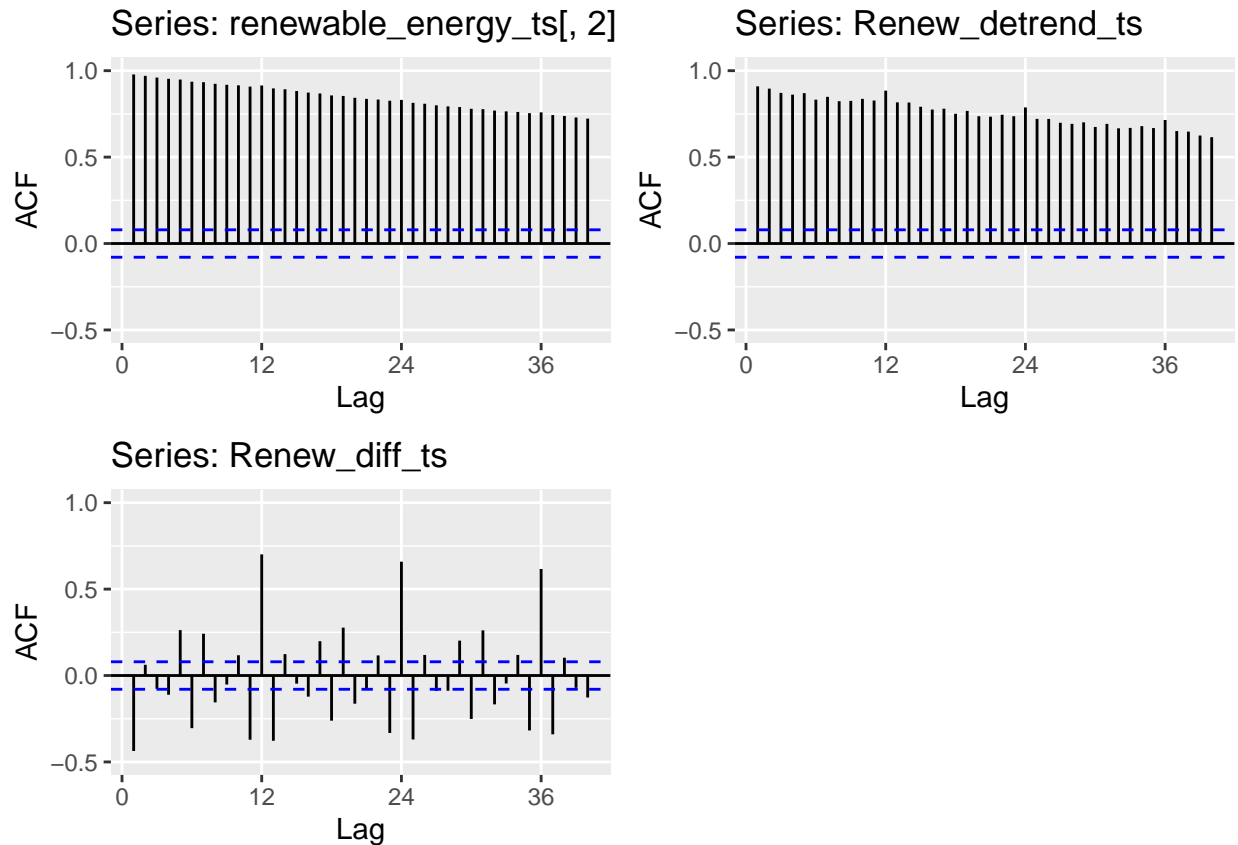 Series: renewable_energy_ts[, 2]
1.0
0.5
0.0
−0.5
ACF
0
12
24
36
Lag
Series: Renew_detrend_ts
1.0
0.5
0.0
−0.5
ACF
0
12
24
36
Lag
Series: Renew_diff_ts
1.0
0.5
0.0
−0.5
ACF
0
12
24
36
Lag